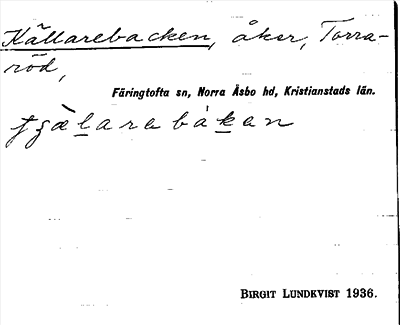 Källarebacken, åker, Torra-
röd,
Färingtofta sn, Norra Åsbo hd, Kristianstads län.
BIRGIT LUNDKVIST 1936.